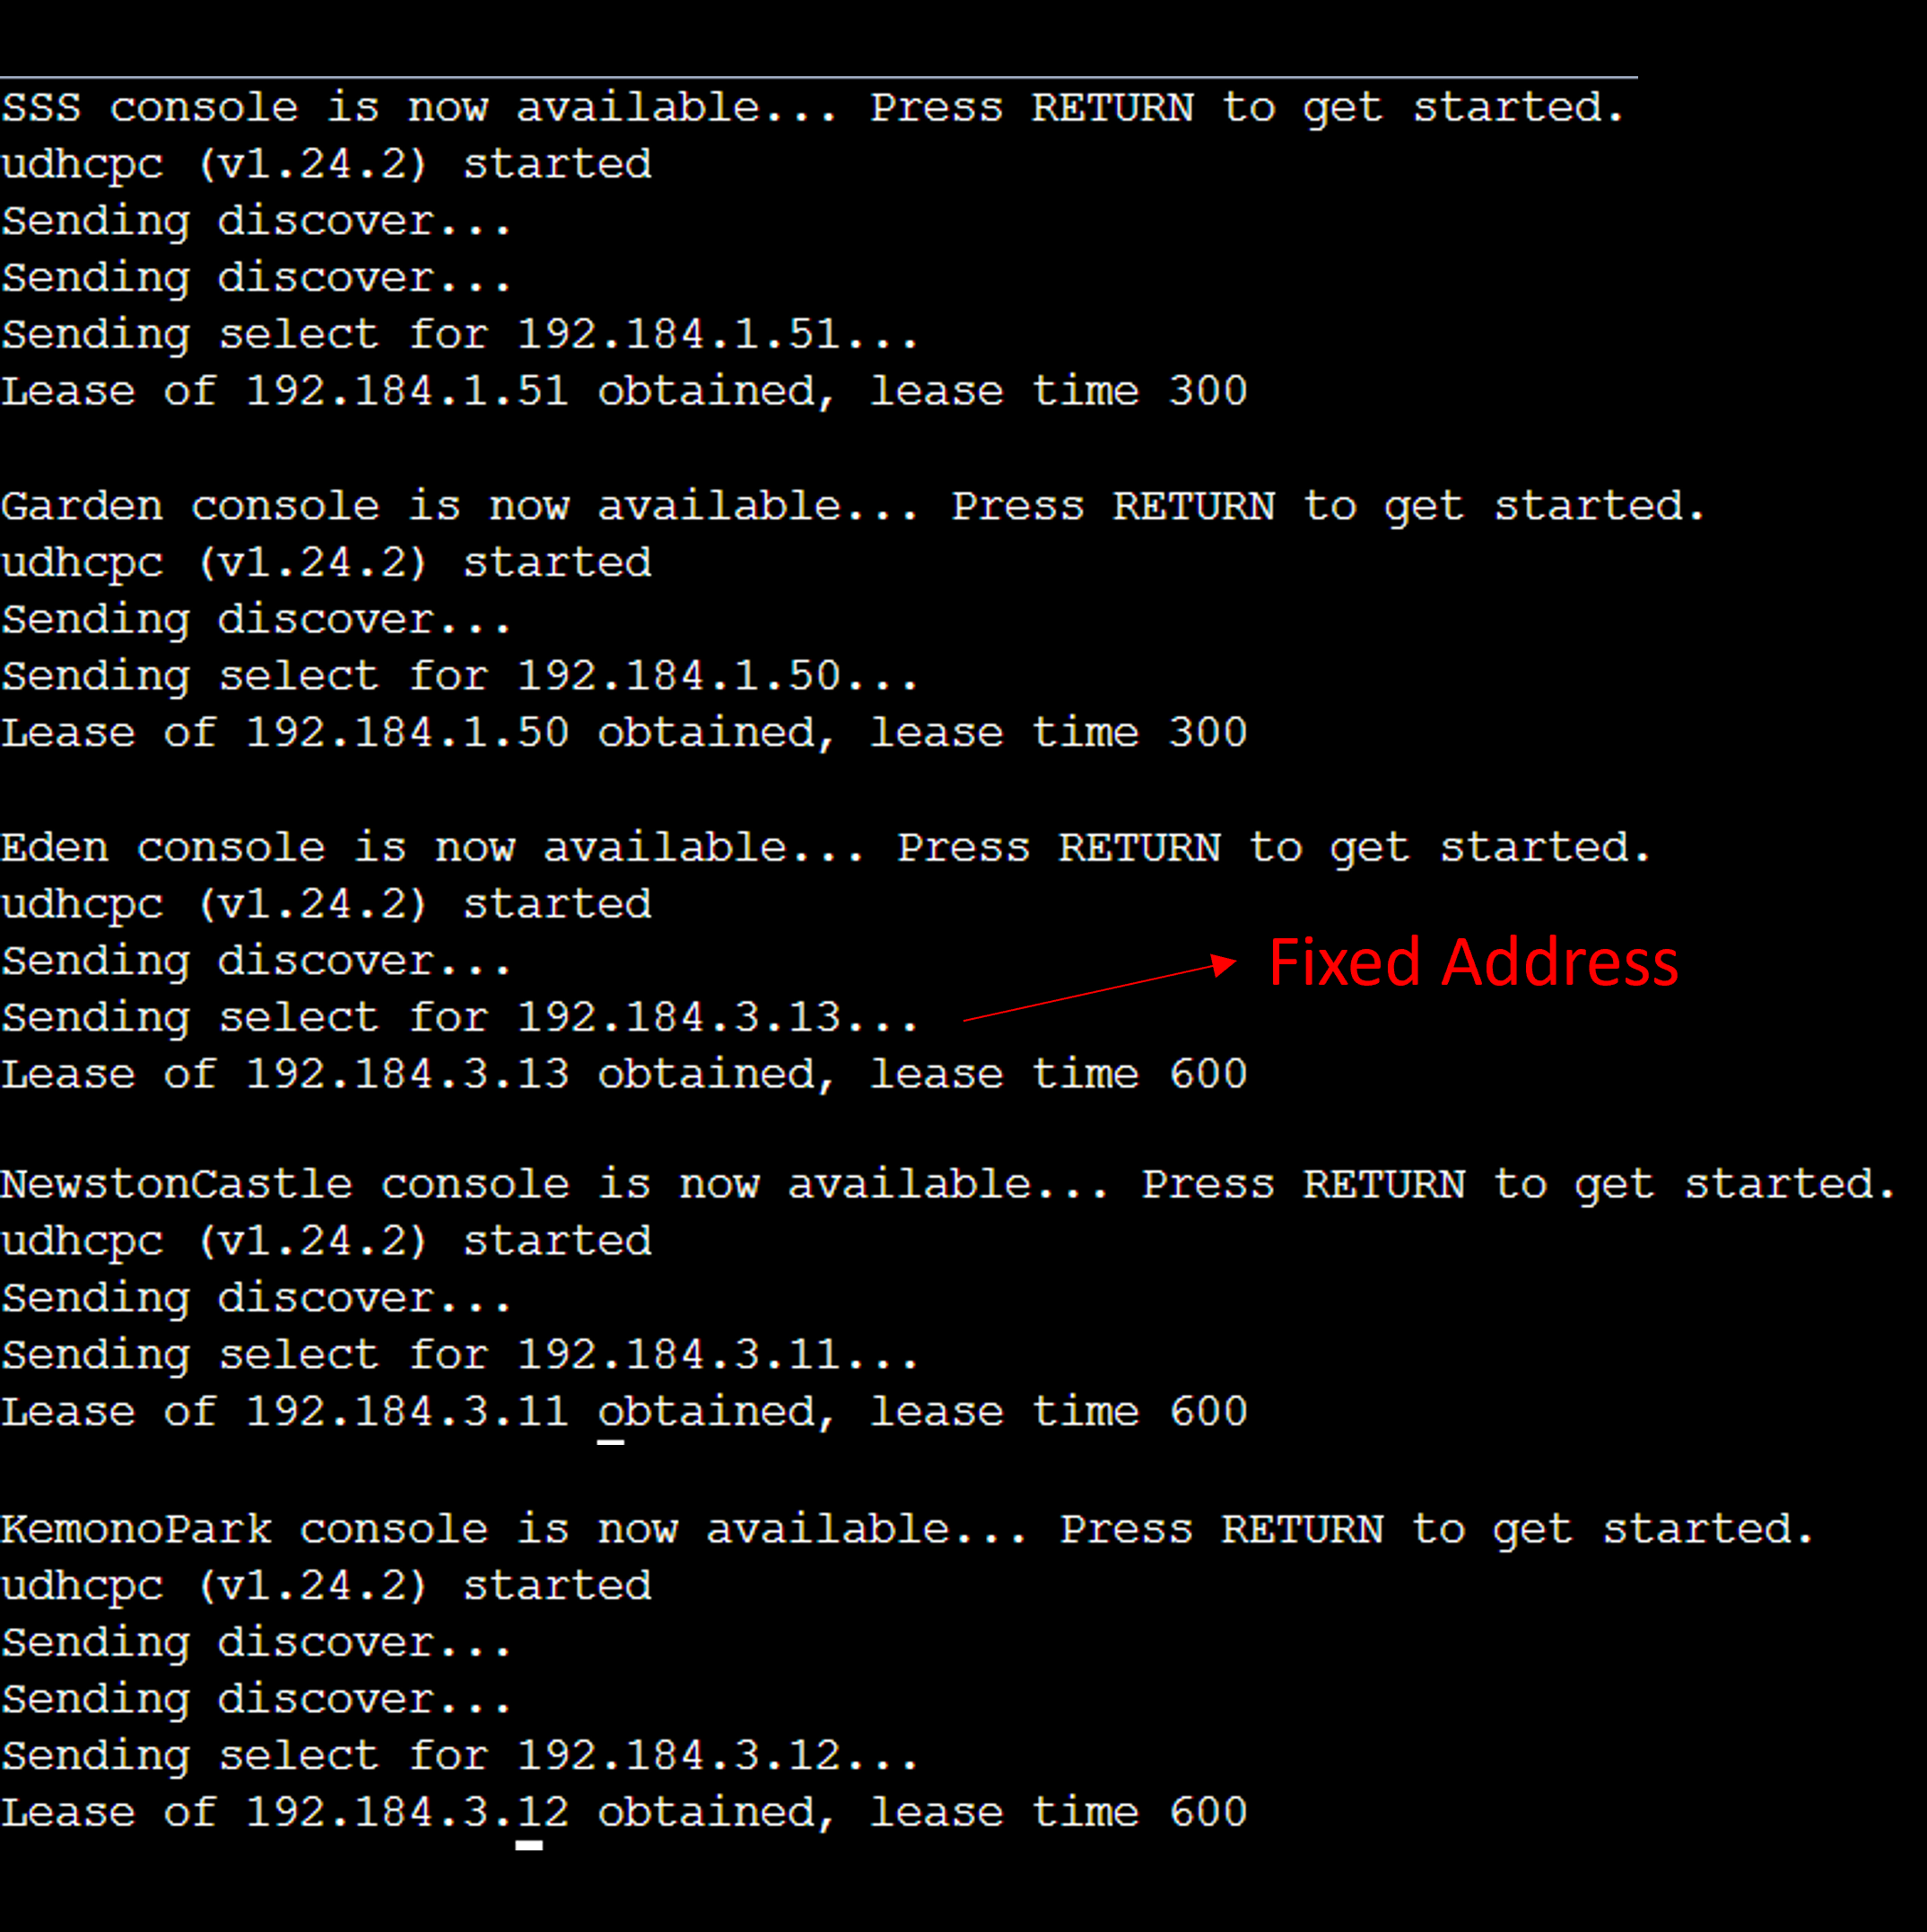 SSS console is now available... Press RETURN to get started.
udhcpc (v1.24.2) started
Sending discover...
Sending discover...
Sending select for 192.184.1.51...
Lease of 192.184.1.51 obtained, lease time 300
Garden console is now available... Press RETURN to get started.
udhcpc (v1.24.2) started
Sending discover...
Sending select for 192.184.1.50...
Lease of 192.184.1.50 obtained, lease time 300
Eden console is now available... Press RETURN to get started.
udhcpc (v1.24.2) started
Sending discover...
Fixed Address
Sending select for 192.184.3.13...
Lease of 192.184.3.13 obtained, lease time 600
NewstonCastle console is now available... Press RETURN to get started.
udhcpc (v1.24.2) started
Sending discover...
Sending select for 192.184.3.11...
Lease of 192.184.3.11 obtained, lease time 600
KemonoPark console is now available... Press RETURN to get started.
udhcpc (v1.24.2) started
Sending discover...
Sending discover...
Sending select for 192.184.3.12...
Lease of 192.184.3.12 obtained, lease time 600